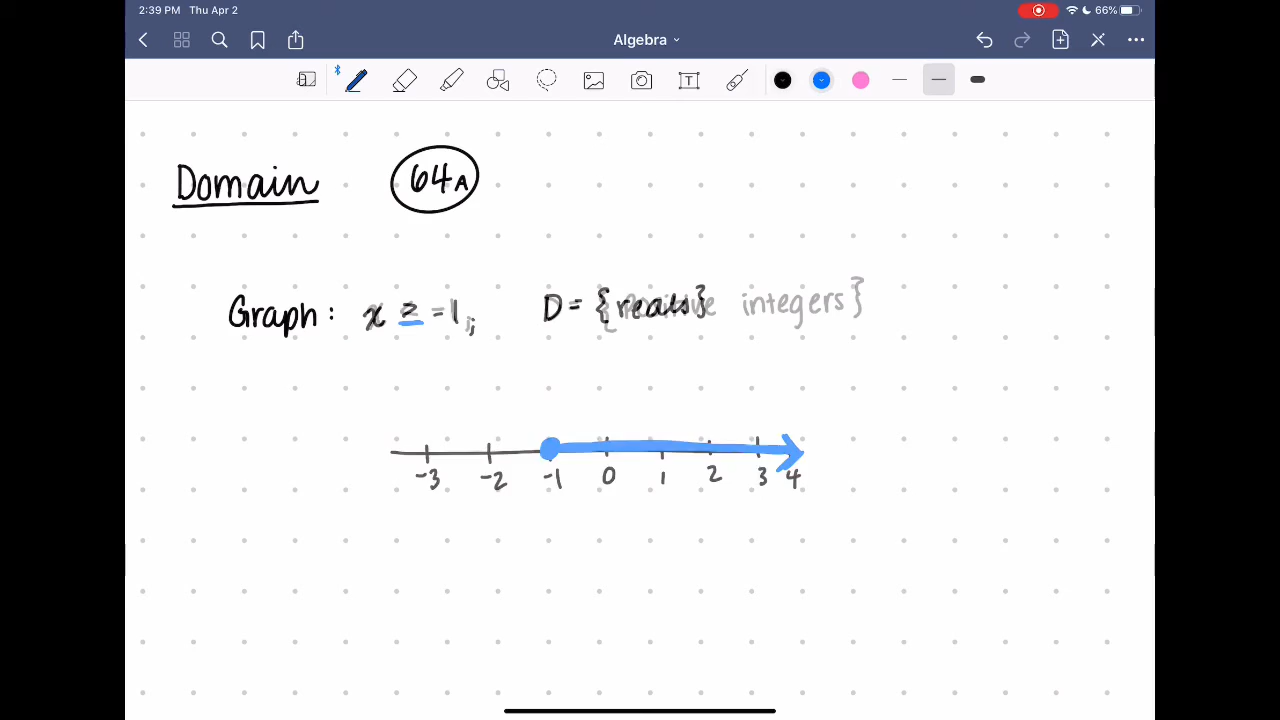 2:39 PM Thu Apr 2 66%
Algebra
T
Domain 64A
Graph: x ≥ -1; D = {reals} integers}
-3 -2 -1 0 1 2 3 4